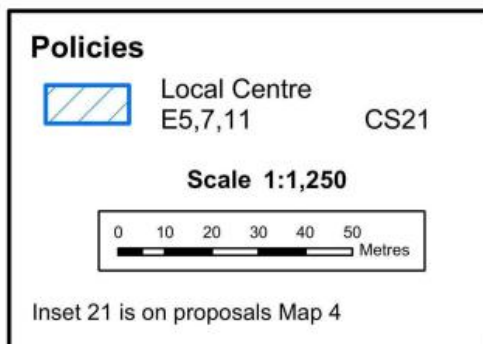 Policies
Local Centre
E5,7,11 CS21
Scale 1:1,250
0 10 20 30 40 50
Metres
Inset 21 is on proposals Map 4